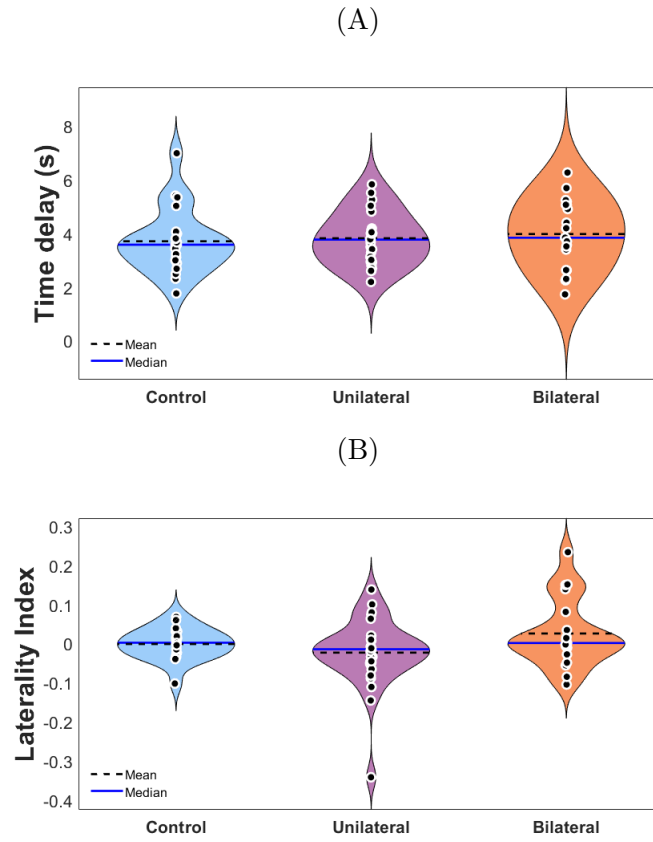 (A)
Time delay (s)
8
6
4
2
0
Mean
Median
Control Unilateral Bilateral
(B)
Laterality Index
0.3
0.2
0.1
0
-0.1
-0.2
-0.3
-0.4
Mean
Median
Control Unilateral Bilateral